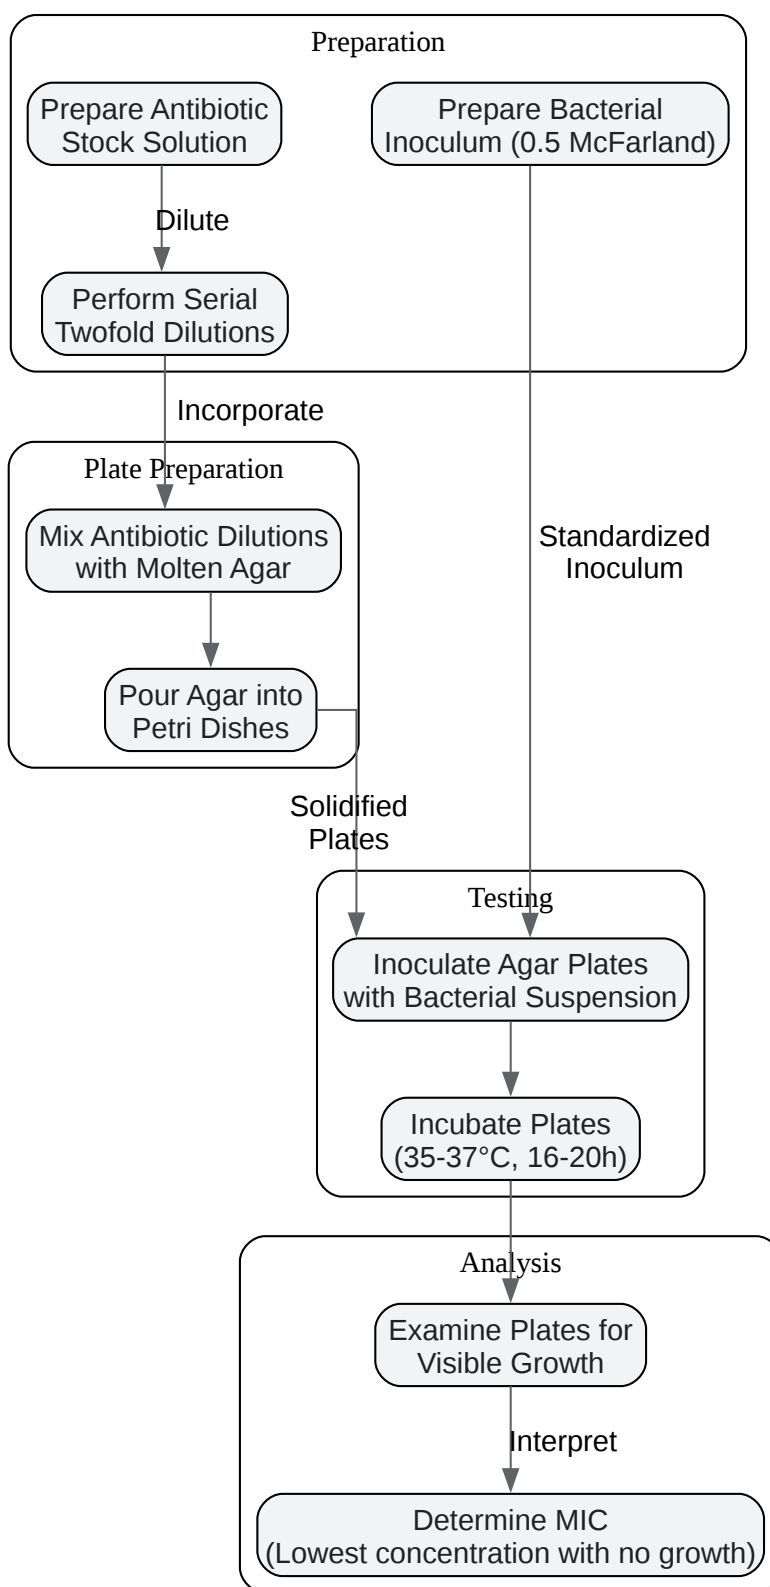 Preparation
Prepare Antibiotic
Stock Solution
Prepare Bacterial
Inoculum (0.5 McFarland)
Dilute
Perform Serial
Twofold Dilutions
Incorporate
Plate Preparation
Mix Antibiotic Dilutions
with Molten Agar
Standardized
Inoculum
Pour Agar into
Petri Dishes
Solidified
Plates
Testing
Inoculate Agar Plates
with Bacterial Suspension
Incubate Plates
(35-37°C, 16-20h)
Analysis
Examine Plates for
Visible Growth
Interpret
Determine MIC
(Lowest concentration with no growth)